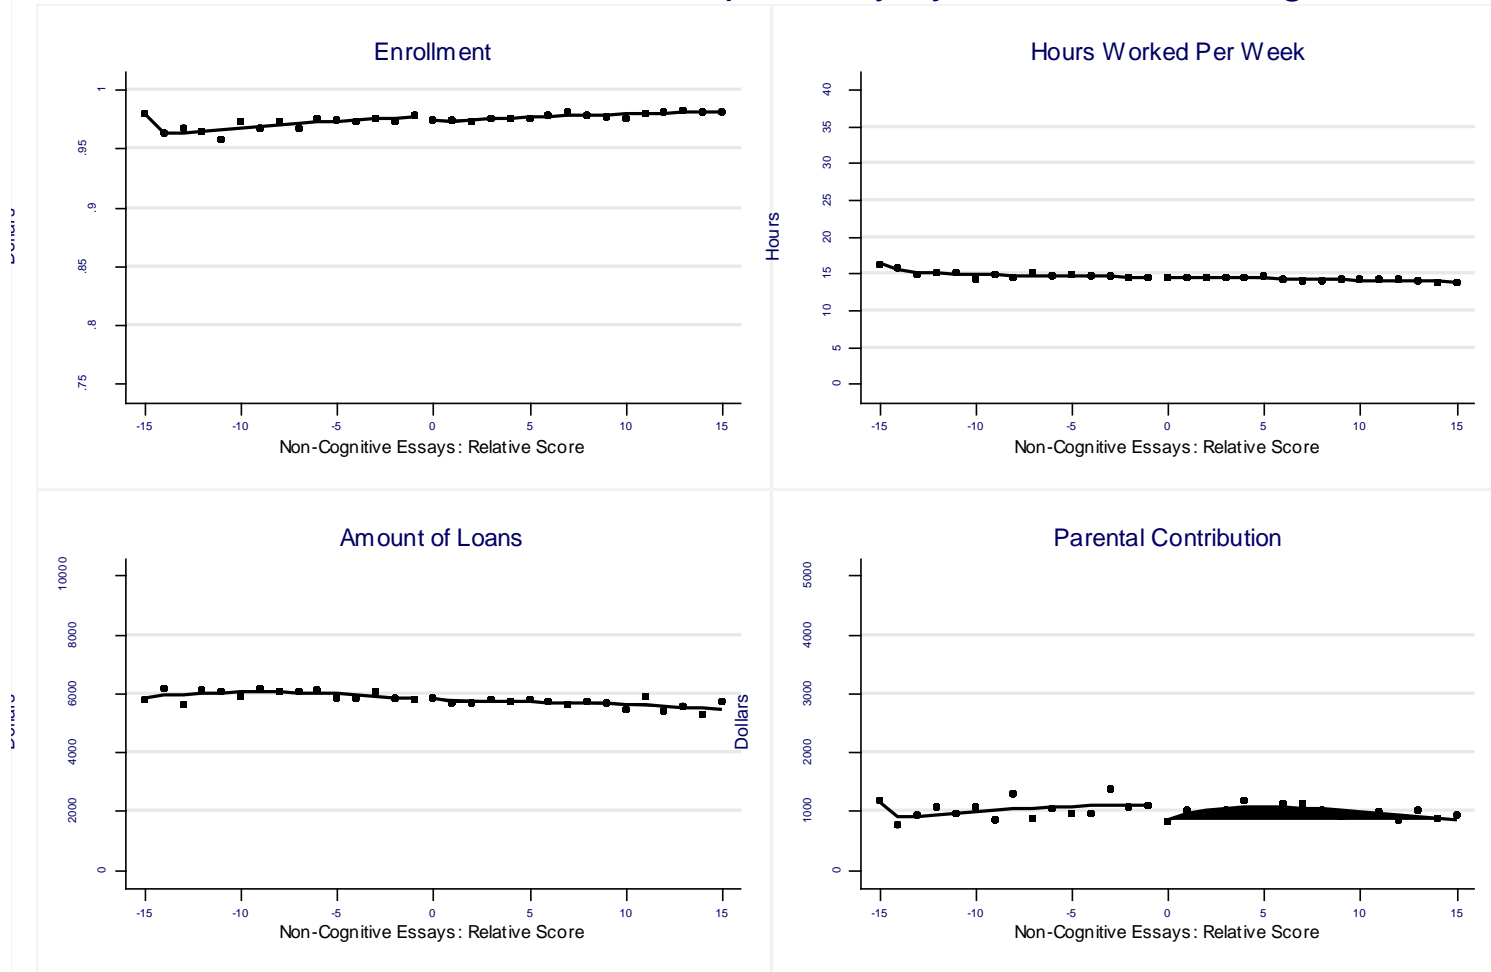 Enrollment
1
.95
.9
.85
.8
.75
-15 -10 -5 0 5 10 15
Non-Cognitive Essays: Relative Score
Hours Worked Per Week
Hours
40
35
30
25
20
15
10
5
0
-15 -10 -5 0 5 10 15
Non-Cognitive Essays: Relative Score
Amount of Loans
10000
8000
6000
4000
2000
0
-15 -10 -5 0 5 10 15
Non-Cognitive Essays: Relative Score
Parental Contribution
Dollars
5000
4000
3000
2000
1000
0
-15 -10 -5 0 5 10 15
Non-Cognitive Essays: Relative Score